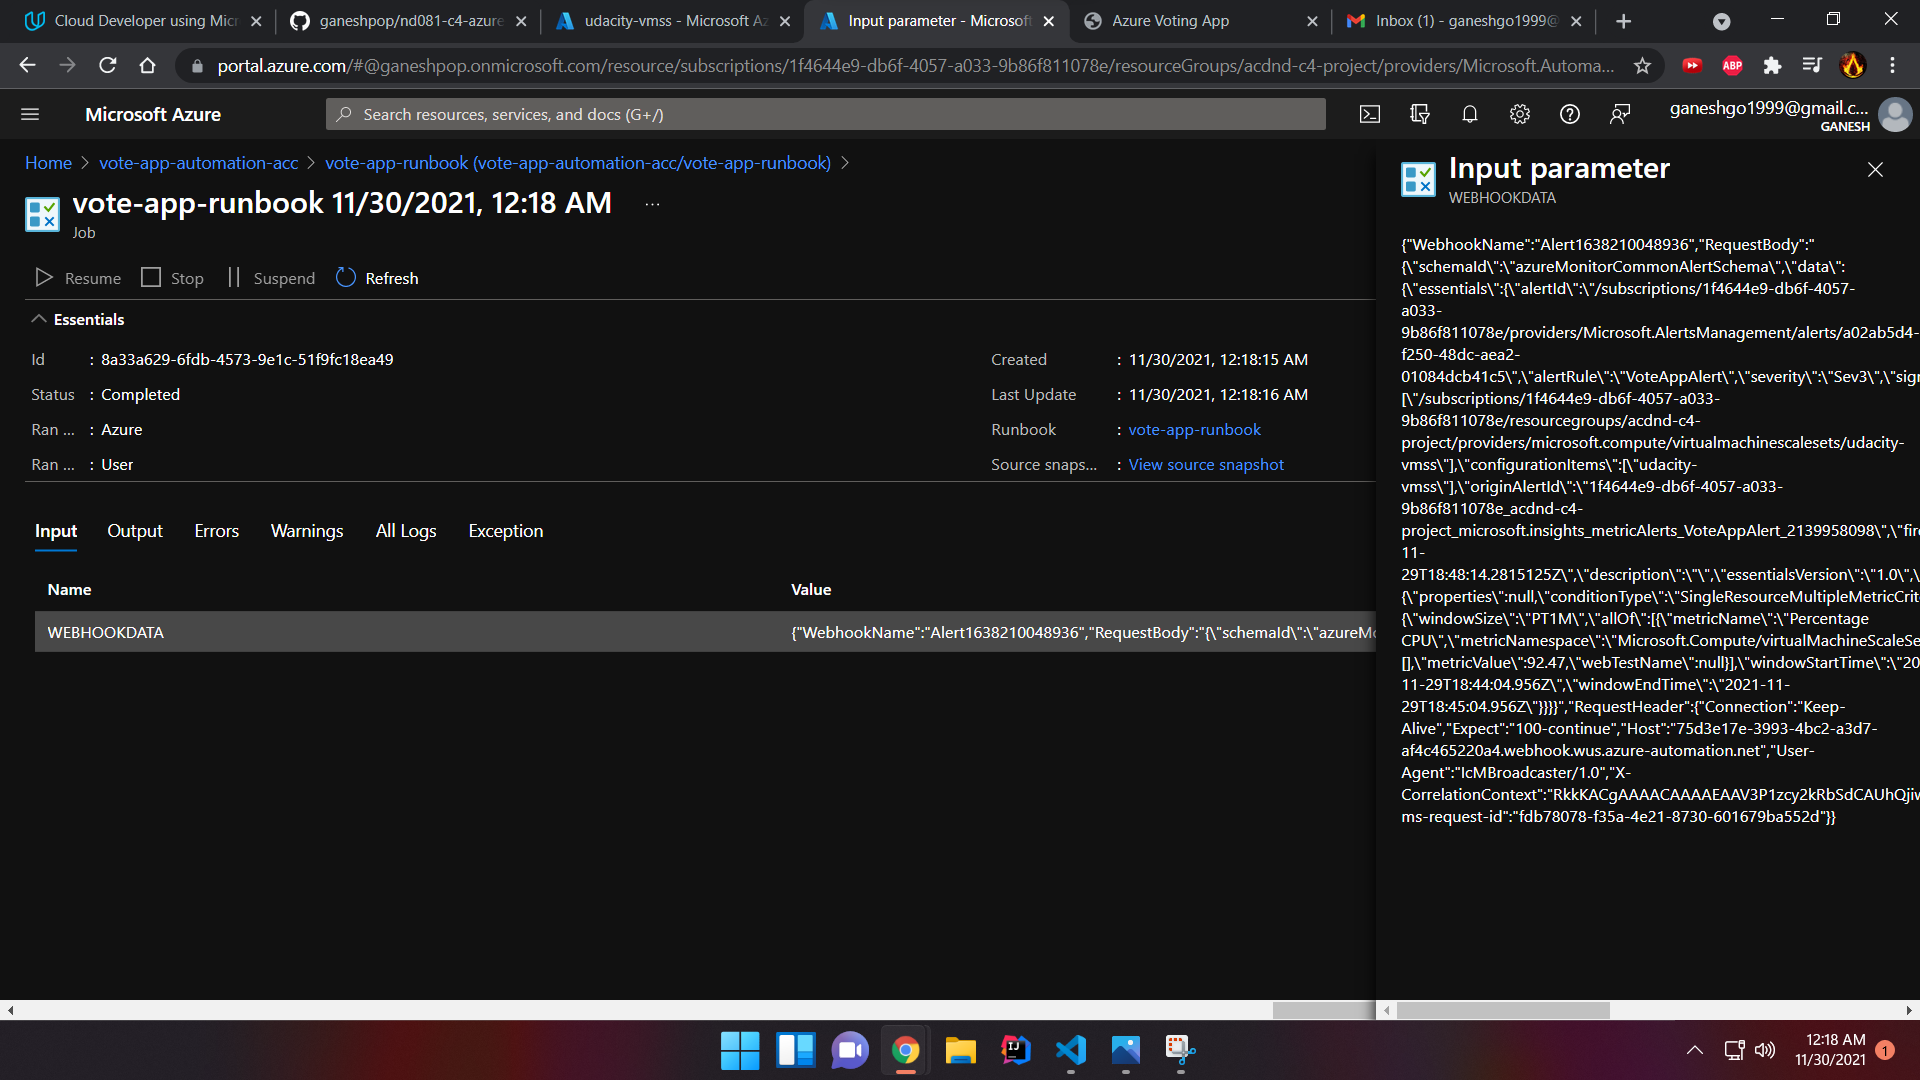 Cloud Developer using Micr
ganeshpop/nd081-c4-azure
udacity-vmss - Microsoft Az
Input parameter - Microsoft
Azure Voting App
Inbox (1) - ganeshgo1999@
portal.azure.com/#@ganeshpop.onmicrosoft.com/resource/subscriptions/1f4644e9-db6f-4057-a033-9b86f811078e/resourceGroups/acdnd-c4-project/providers/Microsoft.Automa...
ABP
Microsoft Azure
Search resources, services, and docs (G+/)
ganeshgo1999@gmail.c...
GANESH
Home > vote-app-automation-acc > vote-app-runbook (vote-app-automation-acc/vote-app-runbook) >
vote-app-runbook 11/30/2021, 12:18 AM ...
Job
Resume Stop Suspend Refresh
Essentials
Id : 8a33a629-6fdb-4573-9e1c-51f9fc18ea49
Status : Completed
Ran ... : Azure
Ran ... : User
Created : 11/30/2021, 12:18:15 AM
Last Update : 11/30/2021, 12:18:16 AM
Runbook : vote-app-runbook
Source snaps... : View source snapshot
Input Output Errors Warnings All Logs Exception
Name Value
WEBHOOKDATA {"WebhookName":"Alert1638210048936","RequestBody":"{\"schemaId\":\"azureMo
Input parameter
WEBHOOKDATA
{"WebhookName":"Alert1638210048936","RequestBody":"
{\"schemaId\":\"azureMonitorCommonAlertSchema\",\"data\":
{\"essentials\":{\"alertId\":\"/subscriptions/1f4644e9-db6f-4057-
a033-
9b86f811078e/providers/Microsoft.AlertsManagement/alerts/a02ab5d4-
f250-48dc-aea2-
01084dcb41c5\",\"alertRule\":\"VoteAppAlert\",\"severity\":\"Sev3\",\"sign
[\"/subscriptions/1f4644e9-db6f-4057-a033-
9b86f811078e/resourcegroups/acdnd-c4-
project/providers/microsoft.compute/virtualmachinescalesets/udacity-
vmss\"],\"configurationItems\":[\"udacity-
vmss\"],\"originAlertId\":\"1f4644e9-db6f-4057-a033-
9b86f811078e_acdnd-c4-
project_microsoft.insights_metricAlerts_VoteAppAlert_2139958098\",\"fire
11-
29T18:48:14.2815125Z\",\"description\":\"\",\"essentialsVersion\":\"1.0\",\
{\"properties\":null,\"conditionType\":\"SingleResourceMultipleMetricCrite
{\"windowSize\":\"PT1M\",\"allOf\":[{\"metricName\":\"Percentage
CPU\",\"metricNamespace\":\"Microsoft.Compute/virtualMachineScaleSe
[],\"metricValue\":92.47,\"webTestName\":null}],\"windowStartTime\":\"20
11-29T18:44:04.956Z\",\"windowEndTime\":\"2021-11-
29T18:45:04.956Z\"}}}}","RequestHeader":{"Connection":"Keep-
Alive","Expect":"100-continue","Host":"75d3e17e-3993-4bc2-a3d7-
af4c465220a4.webhook.wus.azure-automation.net","User-
Agent":"IcMBroadcaster/1.0","X-
CorrelationContext":"RkkKACgAAAACAAAAEAAV3P1zcy2kRbSdCAUhQjiv
ms-request-id":"fdb78078-f35a-4e21-8730-601679ba552d"}}
12:18 AM
11/30/2021
1